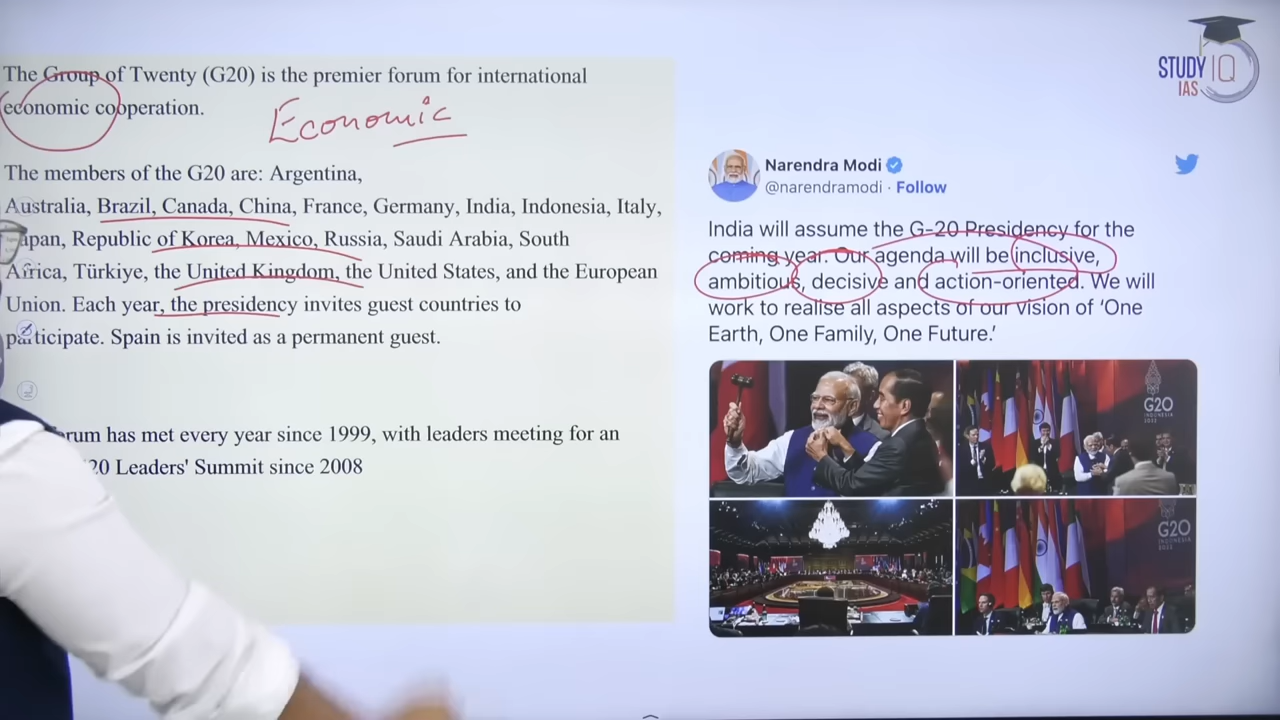 The Group of Twenty (G20) is the premier forum for international
economic cooperation.
Economic
The members of the G20 are: Argentina,
Australia, Brazil, Canada, China, France, Germany, India, Indonesia, Italy,
apan, Republic of Korea, Mexico, Russia, Saudi Arabia, South
Africa, Türkiye, the United Kingdom, the United States, and the European
Union. Each year, the presidency invites guest countries to
participate. Spain is invited as a permanent guest.
rum has met every year since 1999, with leaders meeting for an
20 Leaders' Summit since 2008
STUDY IQ
IAS
Narendra Modi
@narendramodi · Follow
India will assume the G-20 Presidency for the
coming year. Our agenda will be inclusive,
ambitious, decisive and action-oriented. We will
work to realise all aspects of our vision of ‘One
Earth, One Family, One Future.’
G20
INDONESIA
2022
G20
INDONESIA
2022